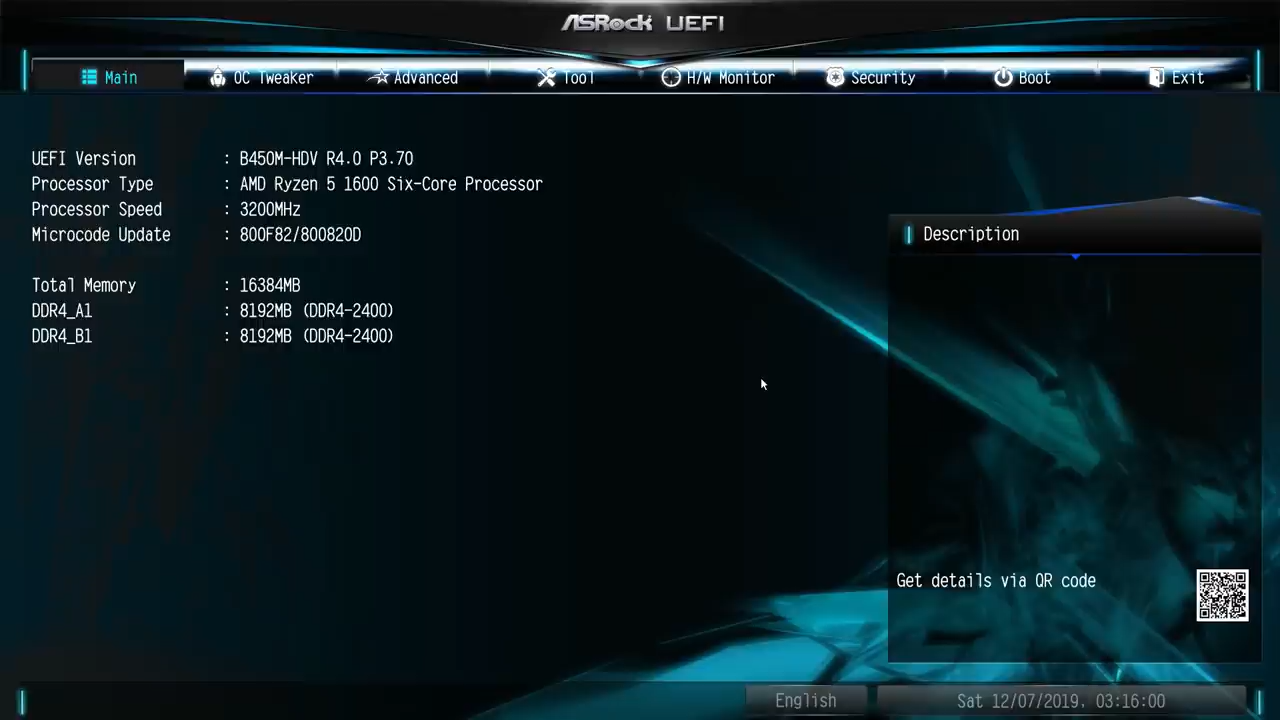 ASRock UEFI
Main OC Tweaker Advanced Tool H/W Monitor Security Boot Exit
UEFI Version : B450M-HDV R4.0 P3.70
Processor Type : AMD Ryzen 5 1600 Six-Core Processor
Processor Speed : 3200MHz
Microcode Update : 800F82/800820D
Total Memory : 16384MB
DDR4_A1 : 8192MB (DDR4-2400)
DDR4_B1 : 8192MB (DDR4-2400)
Description
Get details via QR code
English
Sat 12/07/2019. 03:16:00